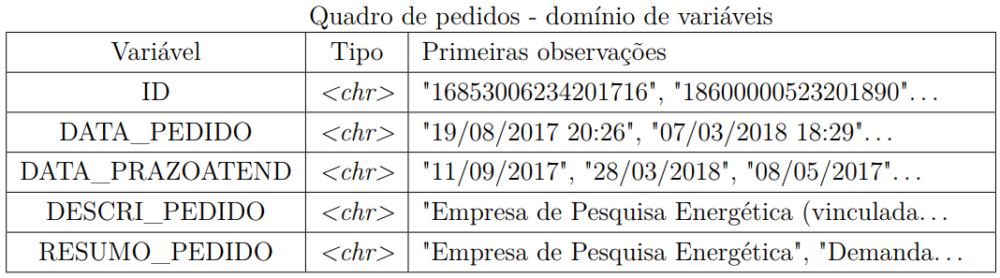 Quadro de pedidos - domínio de variáveis
Variável Tipo Primeiras observações
ID <chr> "16853006234201716", "18600000523201890"...
DATA_PEDIDO <chr> "19/08/2017 20:26", "07/03/2018 18:29"...
DATA_PRAZOATEND <chr> "11/09/2017", "28/03/2018", "08/05/2017"...
DESCRI_PEDIDO <chr> "Empresa de Pesquisa Energética (vinculada...
RESUMO_PEDIDO <chr> "Empresa de Pesquisa Energética", "Demanda...